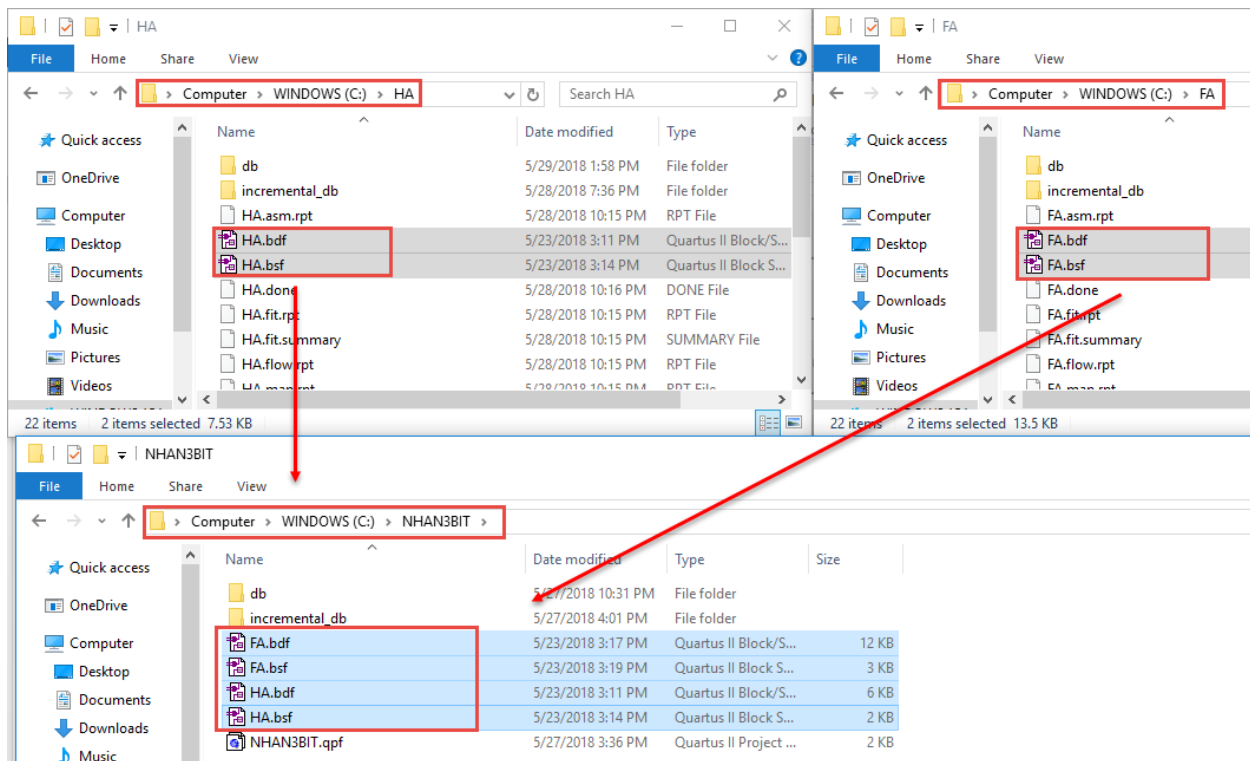 HA
File Home Share View
Computer > WINDOWS (C:) > HA
Search HA
Quick access
OneDrive
Computer
Desktop
Documents
Downloads
Music
Pictures
Videos
Name Date modified Type
db 5/29/2018 1:58 PM File folder
incremental_db 5/28/2018 7:36 PM File folder
HA.asm.rpt 5/28/2018 10:15 PM RPT File
HA.bdf 5/23/2018 3:11 PM Quartus II Block/S...
HA.bsf 5/23/2018 3:14 PM Quartus II Block S...
HA.done 5/28/2018 10:16 PM DONE File
HA.fit.rpt 5/28/2018 10:15 PM RPT File
HA.fit.summary 5/28/2018 10:15 PM SUMMARY File
HA.flow.rpt 5/28/2018 10:15 PM RPT File
HA.map.rpt 5/28/2018 10:15 PM RPT File
22 items 2 items selected 7.53 KB
FA
File Home Share View
Computer > WINDOWS (C:) > FA
Quick access
OneDrive
Computer
Desktop
Documents
Downloads
Music
Pictures
Videos
Name
db
incremental_db
FA.asm.rpt
FA.bdf
FA.bsf
FA.done
FA.fit.rpt
FA.fit.summary
FA.flow.rpt
FA.map.rpt
22 items 2 items selected 13.5 KB
NHAN3BIT
File Home Share View
Computer > WINDOWS (C:) > NHAN3BIT >
Quick access
OneDrive
Computer
Desktop
Documents
Downloads
Music
Name Date modified Type Size
db 5/27/2018 10:31 PM File folder
incremental_db 5/27/2018 4:01 PM File folder
FA.bdf 5/23/2018 3:17 PM Quartus II Block/S... 12 KB
FA.bsf 5/23/2018 3:19 PM Quartus II Block S... 3 KB
HA.bdf 5/23/2018 3:11 PM Quartus II Block/S... 6 KB
HA.bsf 5/23/2018 3:14 PM Quartus II Block S... 2 KB
NHAN3BIT.qpf 5/27/2018 3:36 PM Quartus II Project ... 2 KB